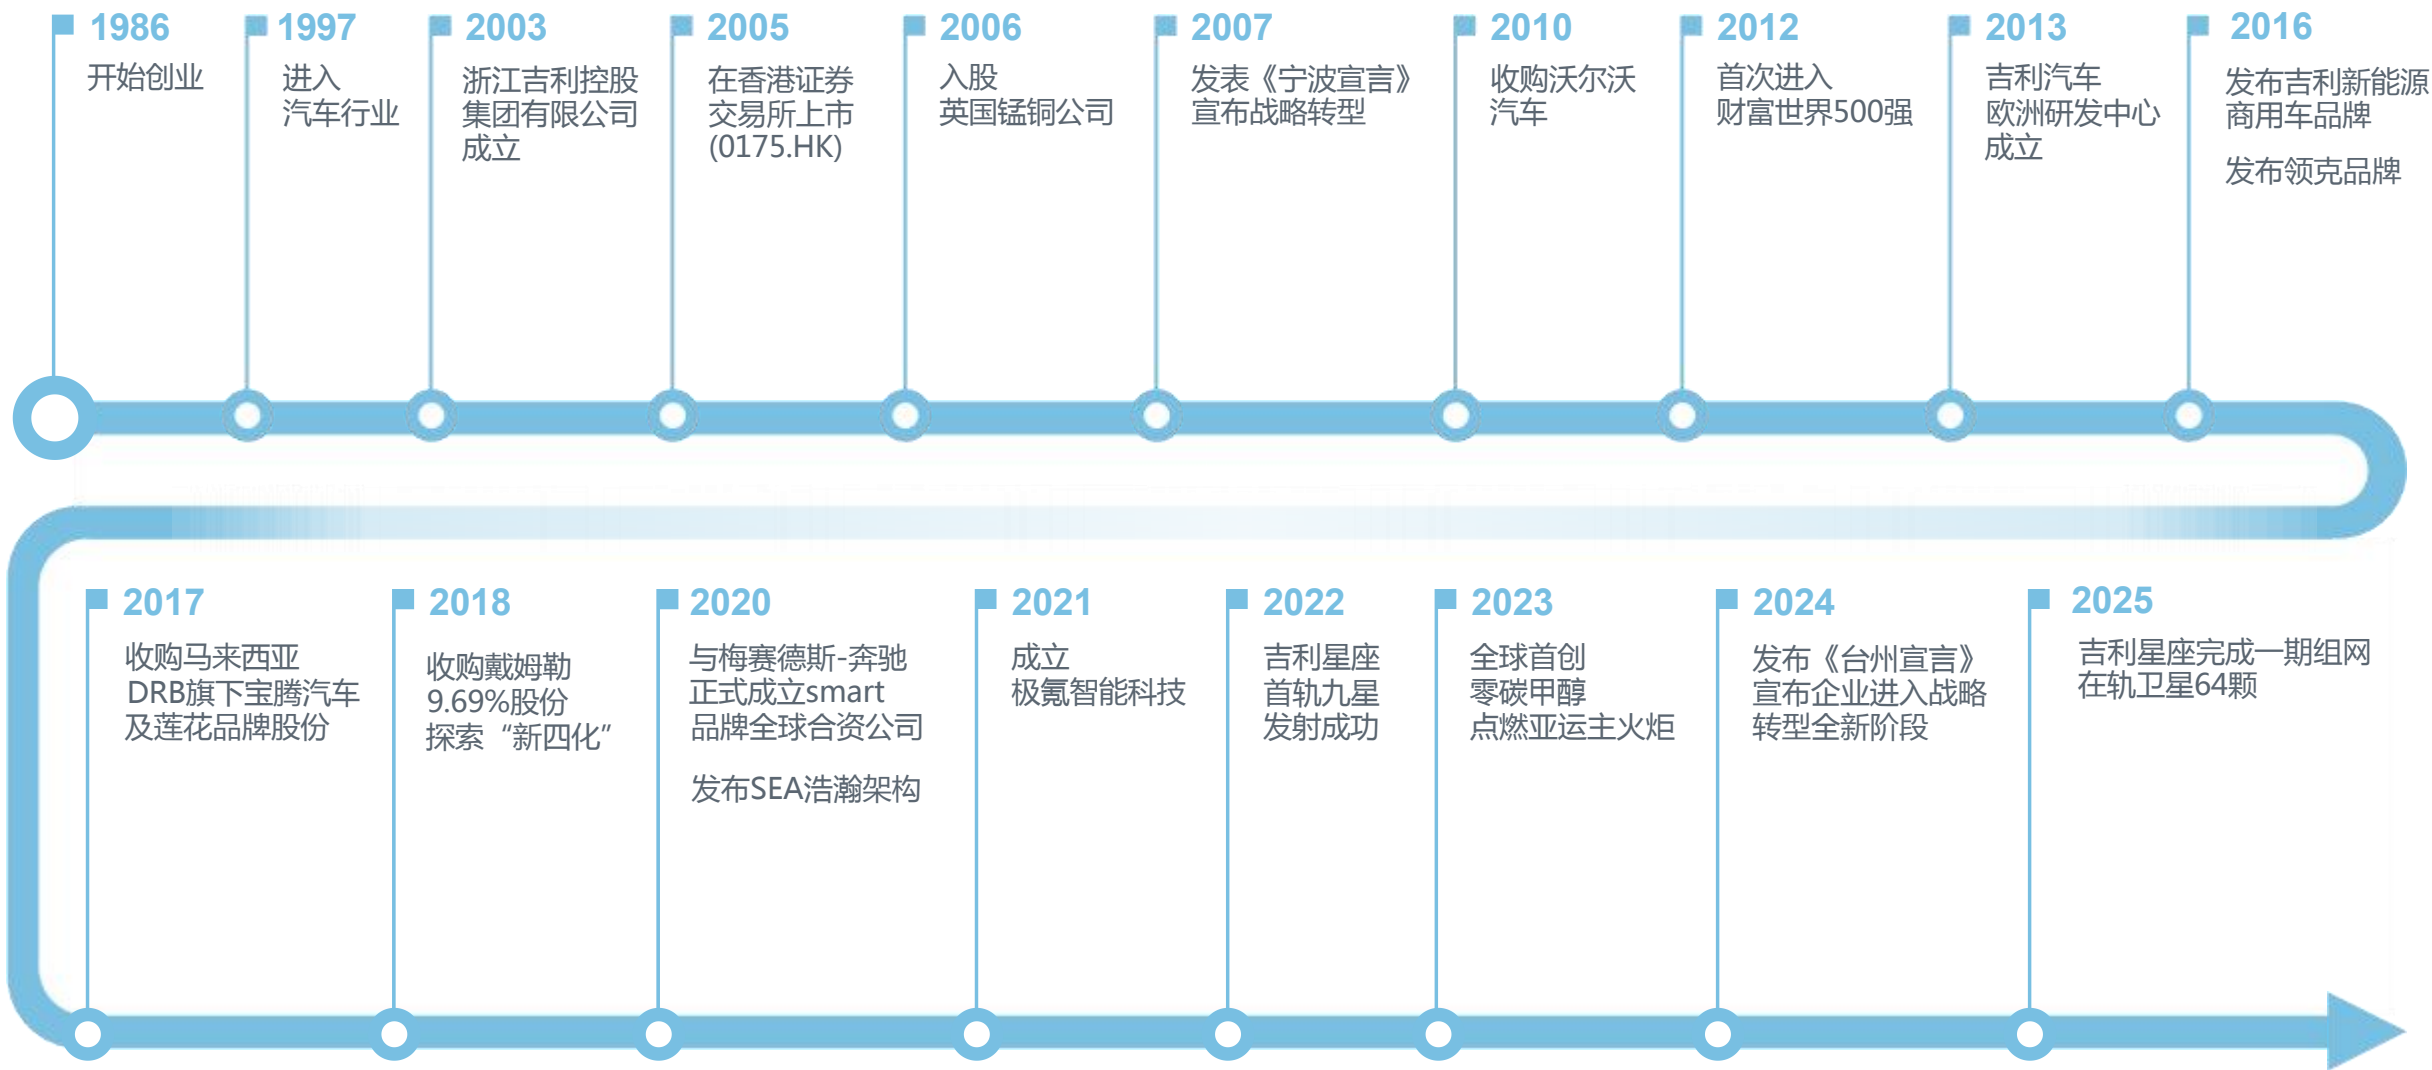 1986
开始创业
1997
进入
汽车行业
2003
浙江吉利控股
集团有限公司
成立
2005
在香港证券
交易所上市
(0175.HK)
2006
入股
英国锰铜公司
2007
发表《宁波宣言》
宣布战略转型
2010
收购沃尔沃
汽车
2012
首次进入
财富世界500强
2013
吉利汽车
欧洲研发中心
成立
2016
发布吉利新能源
商用车品牌
发布领克品牌
2017
收购马来西亚
DRB旗下宝腾汽车
及莲花品牌股份
2018
收购戴姆勒
9.69%股份
探索“新四化”
2020
与梅赛德斯-奔驰
正式成立smart
品牌全球合资公司
发布SEA浩瀚架构
2021
成立
极氪智能科技
2022
吉利星座
首轨九星
发射成功
2023
全球首创
零碳甲醇
点燃亚运主火炬
2024
发布《台州宣言》
宣布企业进入战略
转型全新阶段
2025
吉利星座完成一期组网
在轨卫星64颗